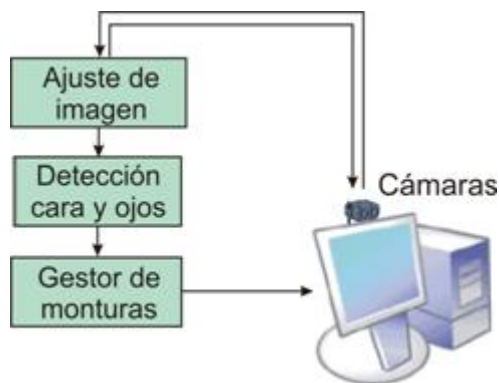 Ajuste de
imagen
Detección
cara y ojos
Cámaras
Gestor de
monturas